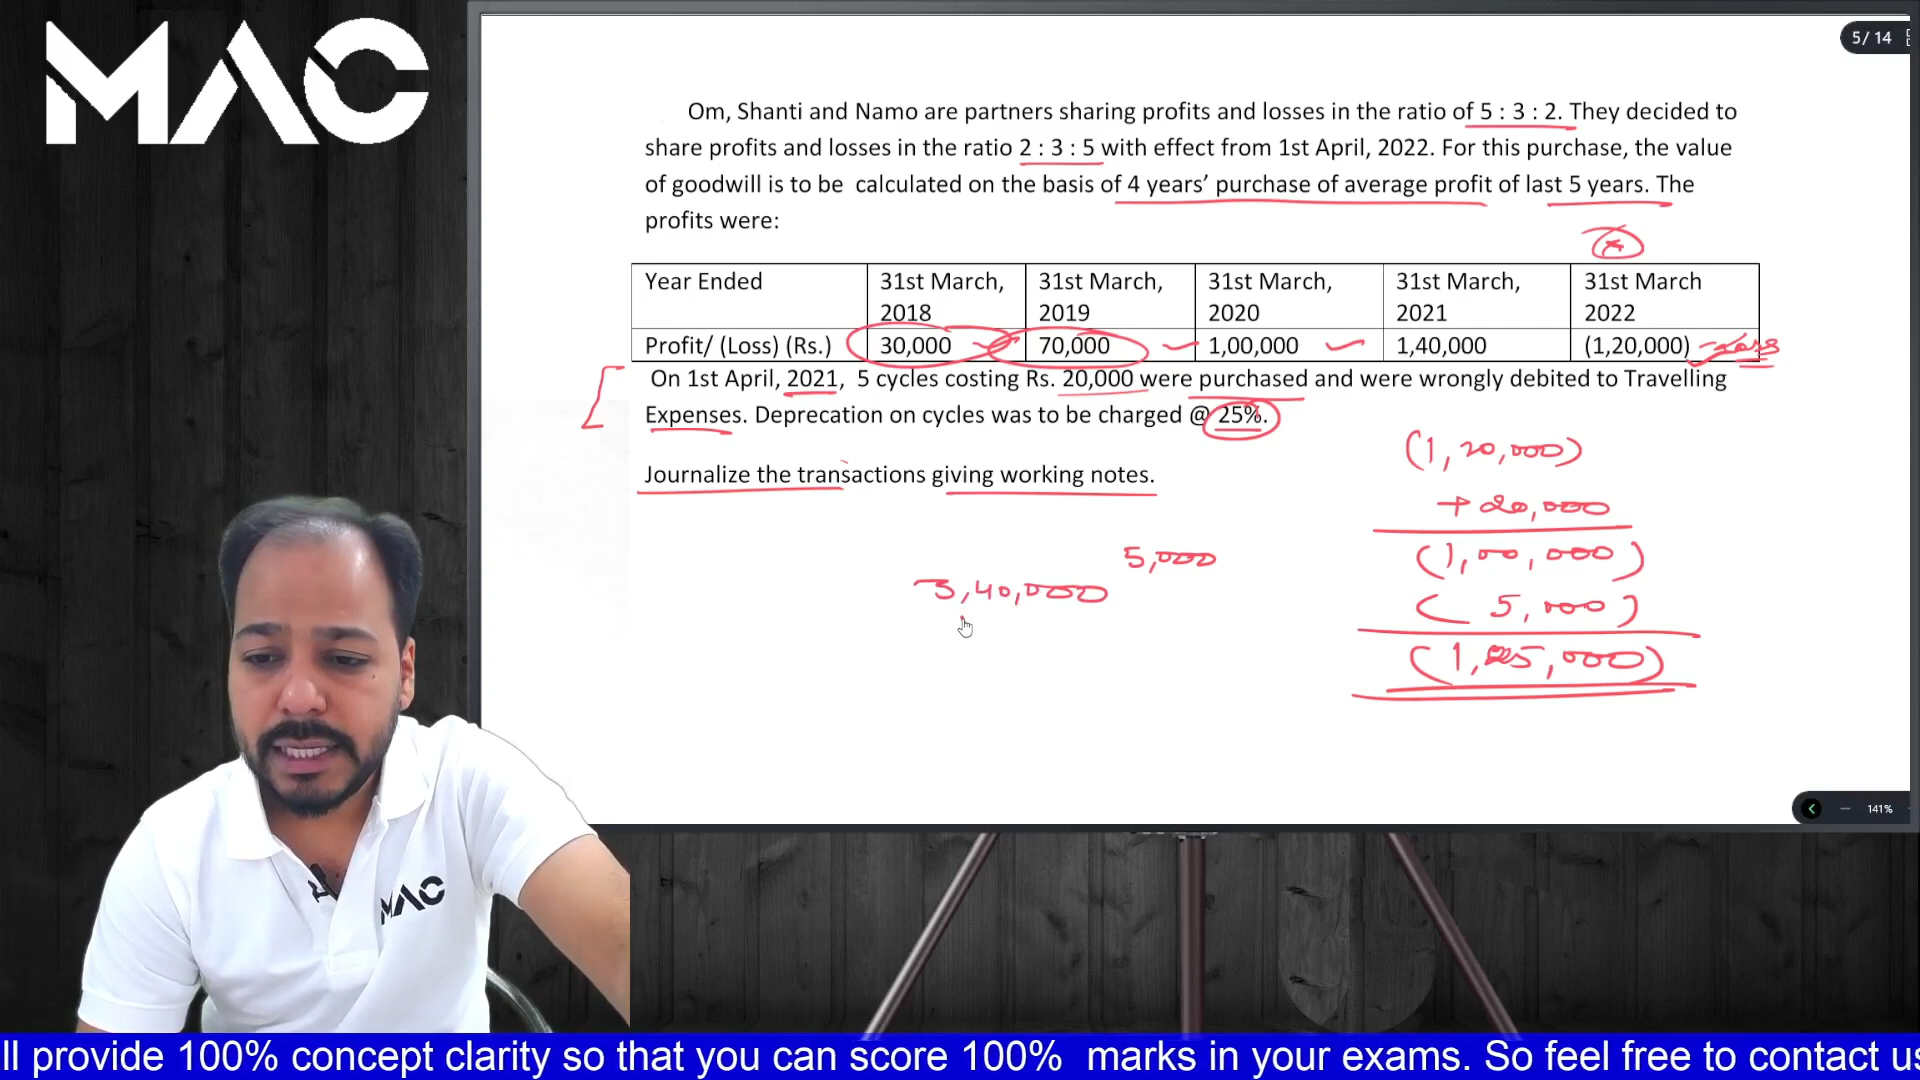 MAC
5/ 14
Om, Shanti and Namo are partners sharing profits and losses in the ratio of 5 : 3 : 2. They decided to
share profits and losses in the ratio 2 : 3 : 5 with effect from 1st April, 2022. For this purchase, the value
of goodwill is to be calculated on the basis of 4 years’ purchase of average profit of last 5 years. The
profits were:
Year Ended 31st March, 2018 31st March, 2019 31st March, 2020 31st March, 2021 31st March 2022
Profit/ (Loss) (Rs.) 30,000 70,000 1,00,000 1,40,000 (1,20,000)
On 1st April, 2021, 5 cycles costing Rs. 20,000 were purchased and were wrongly debited to Travelling
Expenses. Deprecation on cycles was to be charged @ 25%.
Journalize the transactions giving working notes.
(1,20,000)
+ 20,000
(1,00,000)
( 5,000)
5,000
3,40,000
141%
MAC
ll provide 100% concept clarity so that you can score 100% marks in your exams. So feel free to contact us